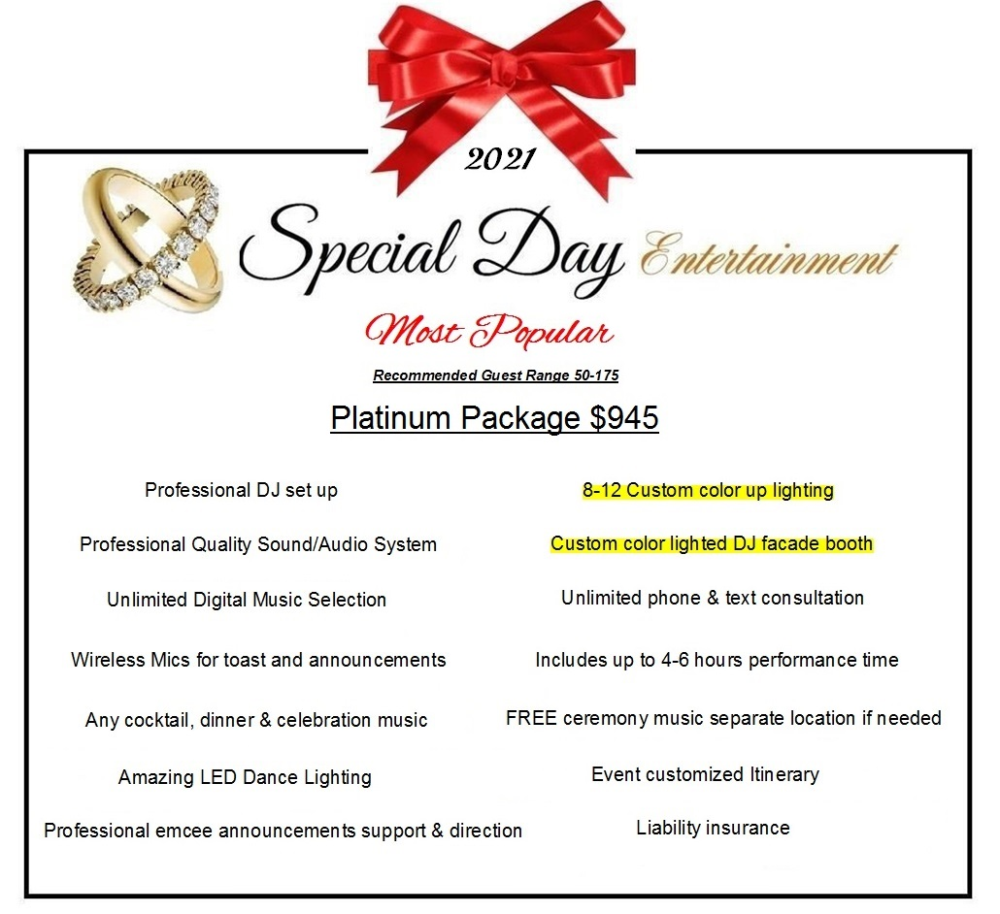 2021
Special Day Entertainment
Most Popular
Recommended Guest Range 50-175
Platinum Package $945
Professional DJ set up
8-12 Custom color up lighting
Professional Quality Sound/Audio System
Custom color lighted DJ facade booth
Unlimited Digital Music Selection
Unlimited phone & text consultation
Wireless Mics for toast and announcements
Includes up to 4-6 hours performance time
Any cocktail, dinner & celebration music
FREE ceremony music separate location if needed
Amazing LED Dance Lighting
Event customized Itinerary
Professional emcee announcements support & direction
Liability insurance